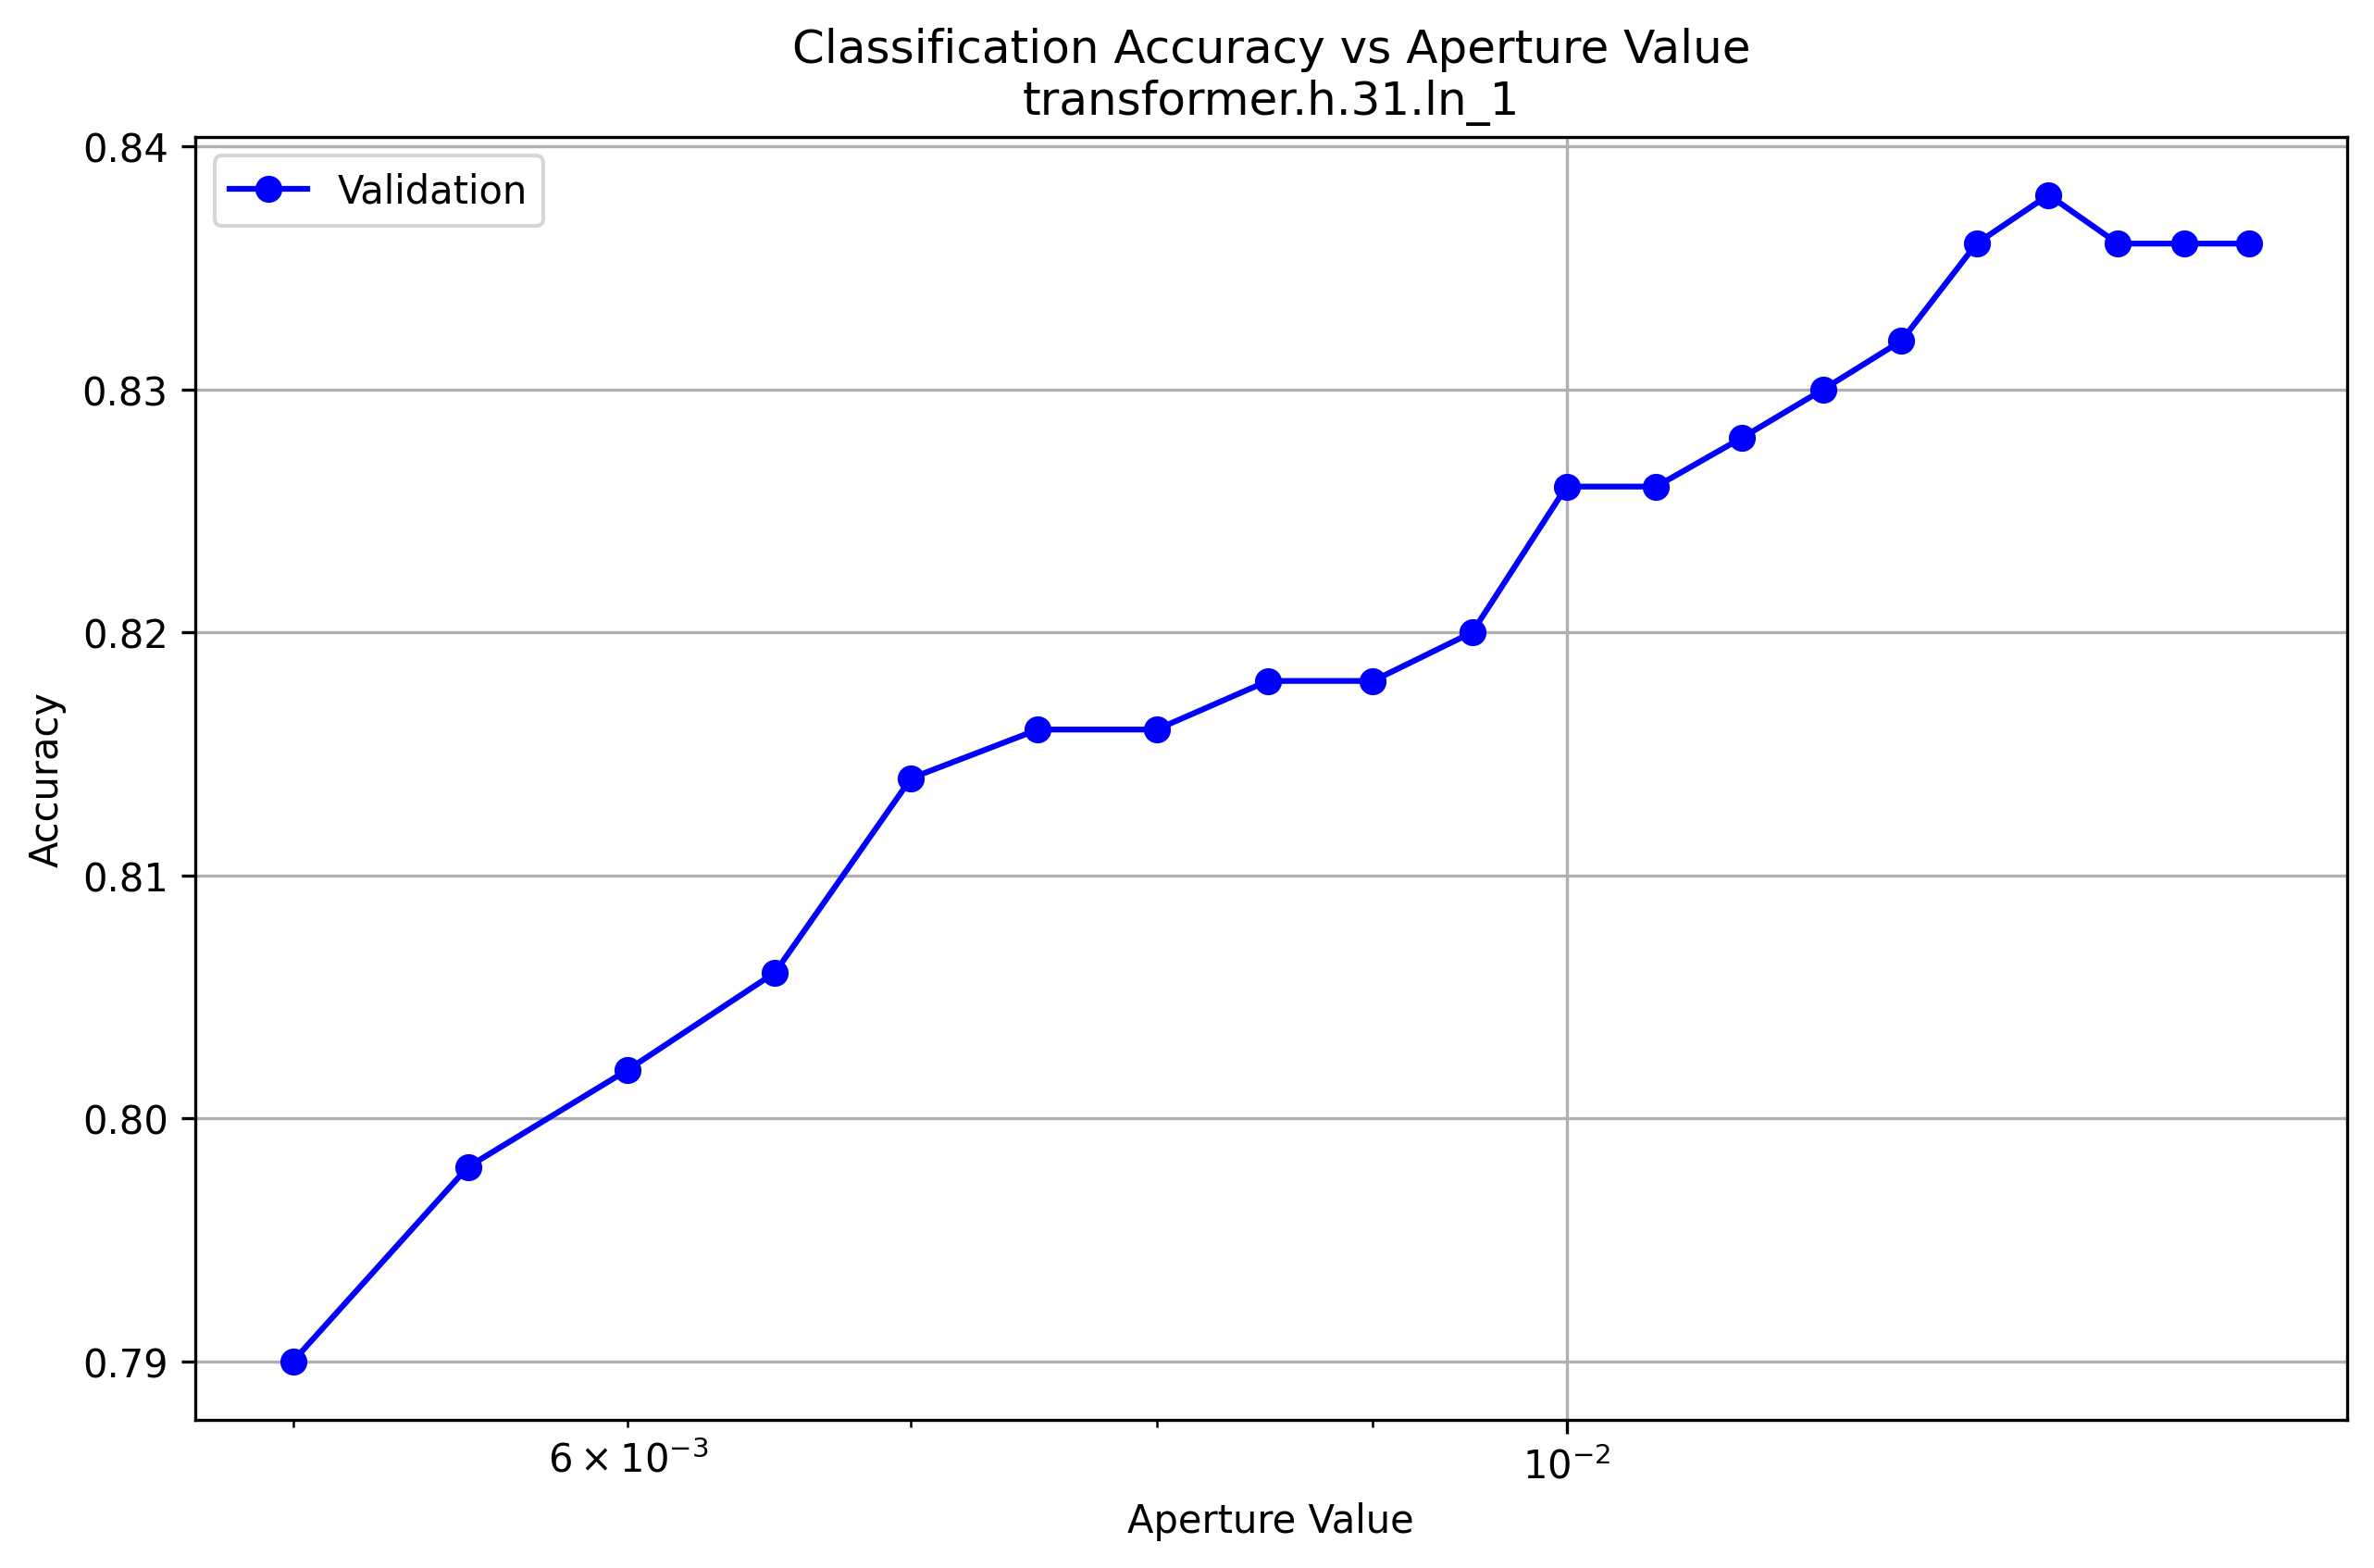 Classification Accuracy vs Aperture Value
transformer.h.31.ln_1
Validation
0.84
0.83
0.82
0.81
0.80
0.79
Accuracy
6 × 10⁻³
10⁻²
Aperture Value